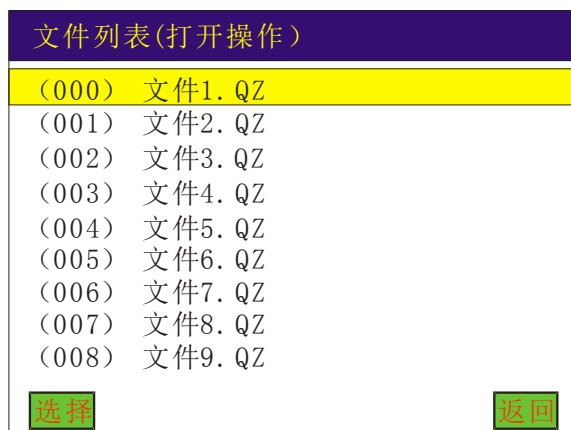 文件列表(打开操作）
（000） 文件1.QZ
（001） 文件2.QZ
（002） 文件3.QZ
（003） 文件4.QZ
（004） 文件5.QZ
（005） 文件6.QZ
（006） 文件7.QZ
（007） 文件8.QZ
（008） 文件9.QZ
选择 返回